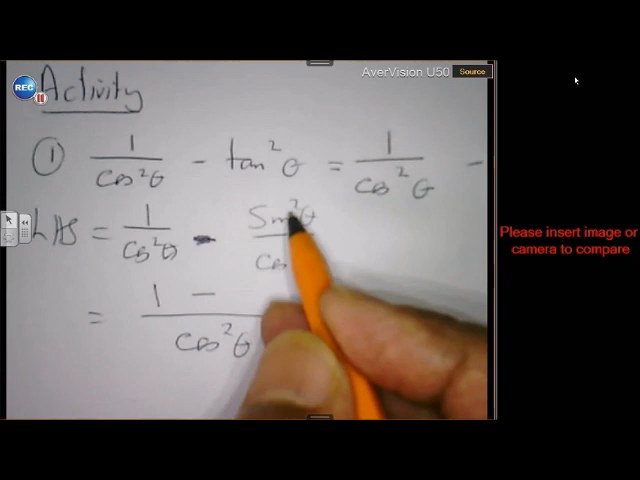 AverVision U50 Source
REC
Activity
① 1/cos²θ - tan²θ = 1/cos²θ -
LHS = 1/cos²θ - Sin²θ/cos
= 1 - /cos²θ
Please insert image or
camera to compare